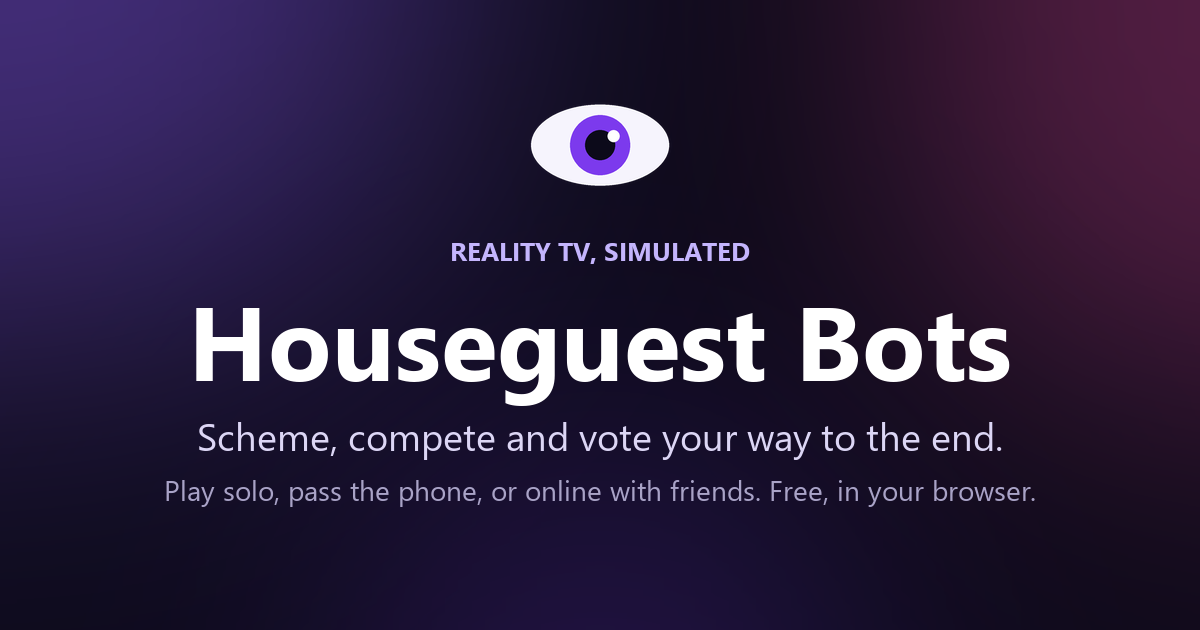 REALITY TV, SIMULATED
Houseguest Bots
Scheme, compete and vote your way to the end.
Play solo, pass the phone, or online with friends. Free, in your browser.